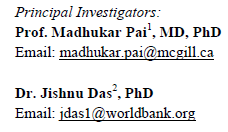 Principal Investigators:
Prof. Madhukar Pai1, MD, PhD
Email: madhukar.pai@mcgill.ca
Dr. Jishnu Das2, PhD
Email: jdas1@worldbank.org